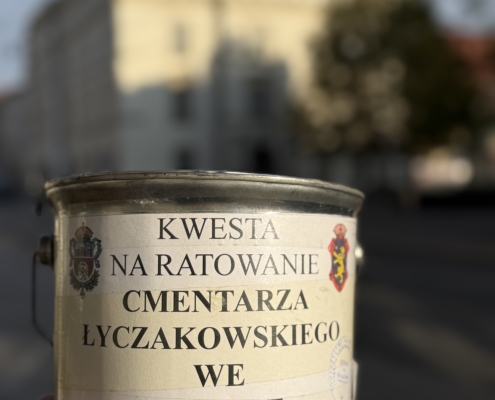 KWESTA
NA RATOWANIE
CMENTARZA
ŁYCZAKOWSKIEGO
WE